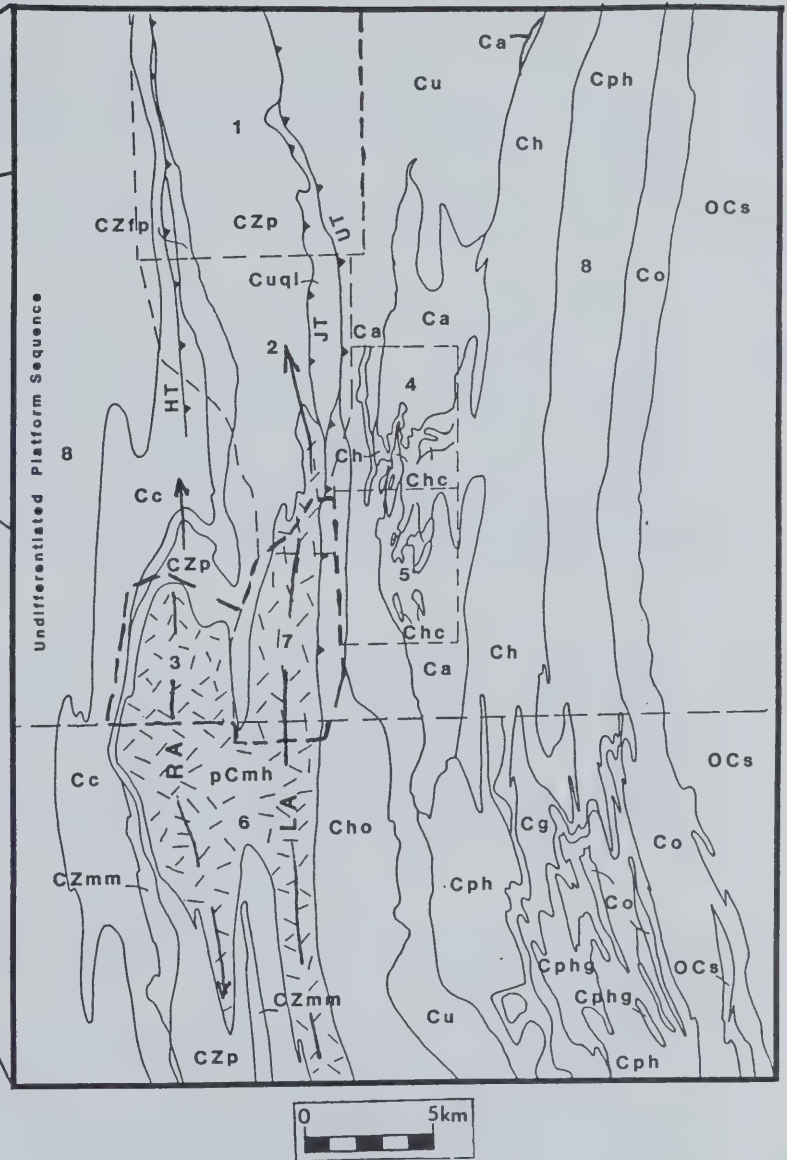 Ca
Cu
Cph
Ch
1
OCs
CZfp
CZp
UT
8
Co
Cuql
JT
Ca
Ca
2
4
HT
Undifferentiated Platform Sequence
8
Ch
Chc
Cc
CZp
5
Chc
3
7
Ca
Ch
RA
pCmh
Cc
6
LA
Cho
Cg
OCs
Co
CZmm
Cph
Co
Cphg
OCs
CZmm
Cphg
Cu
CZp
Cph
0 5km